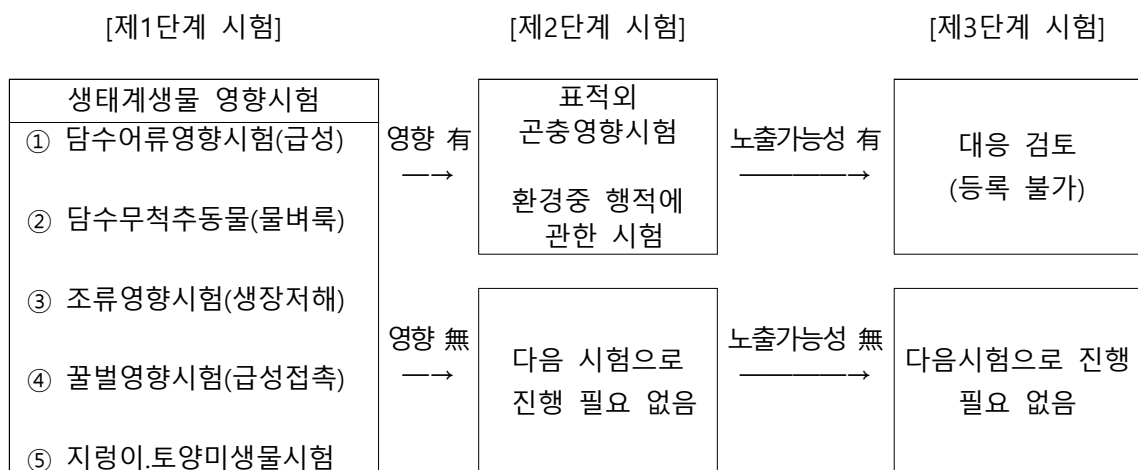 [제1단계 시험] [제2단계 시험] [제3단계 시험]
생태계생물 영향시험
① 담수어류영향시험(급성)
② 담수무척추동물(물벼룩)
③ 조류영향시험(생장저해)
④ 꿀벌영향시험(급성접촉)
⑤ 지렁이.토양미생물시험
영향 有
—→
영향 無
—→
표적외
곤충영향시험
환경중 행적에
관한 시험
다음 시험으로
진행 필요 없음
노출가능성 有
————→
노출가능성 無
————→
대응 검토
(등록 불가)
다음시험으로 진행
필요 없음